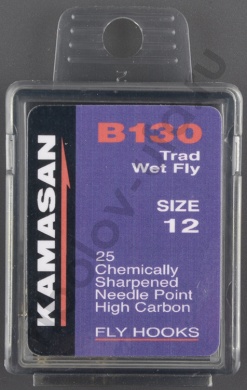 KAMASAN
B130
Trad
Wet Fly
SIZE
12
25
Chemically
Sharpened
Needle Point
High Carbon
FLY HOOKS